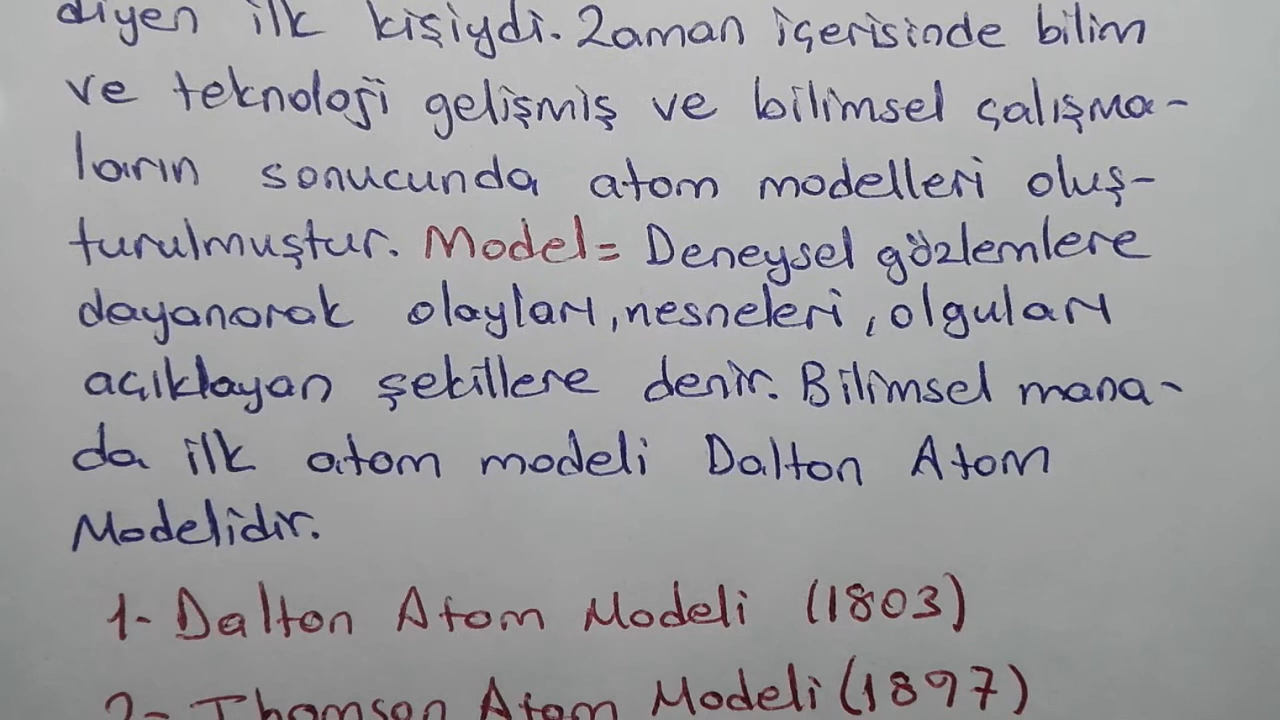 diyen ilk kişiydi. Zaman içerisinde bilim
ve teknoloji gelişmiş ve bilimsel çalışma-
ların sonucunda atom modelleri oluş-
turulmuştur. Model= Deneysel gözlemlere
dayanarak olayları, nesneleri, olguları
açıklayan şekillere denir. Bilimsel mana-
da ilk atom modeli Dalton Atom
Modelidir.
1- Dalton Atom Modeli (1803)
2- Thomson Atom Modeli (1897)